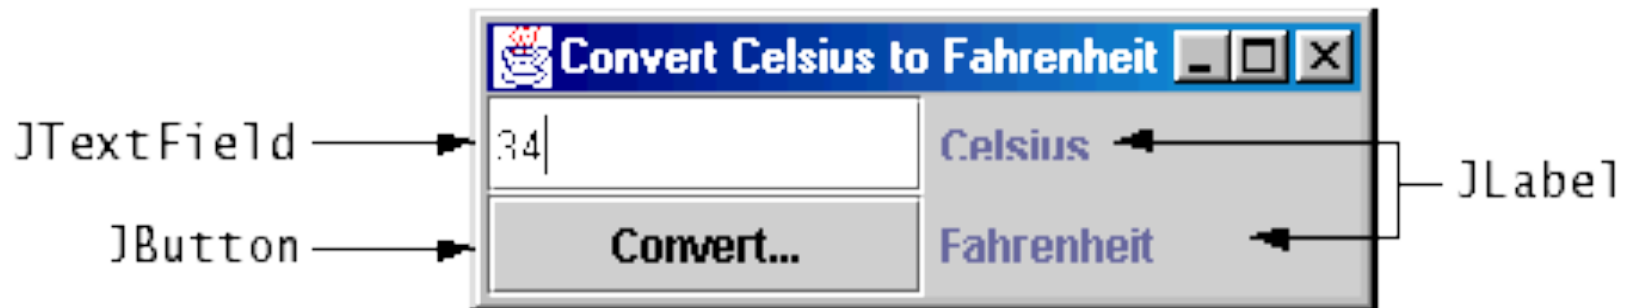 Convert Celsius to Fahrenheit
JTextField
34
Celsius
JLabel
JButton
Convert...
Fahrenheit